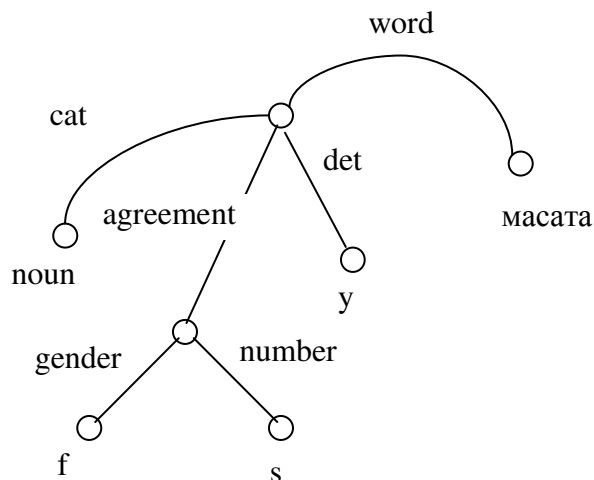 word
cat
det
agreement
масата
noun
y
gender
number
f
s